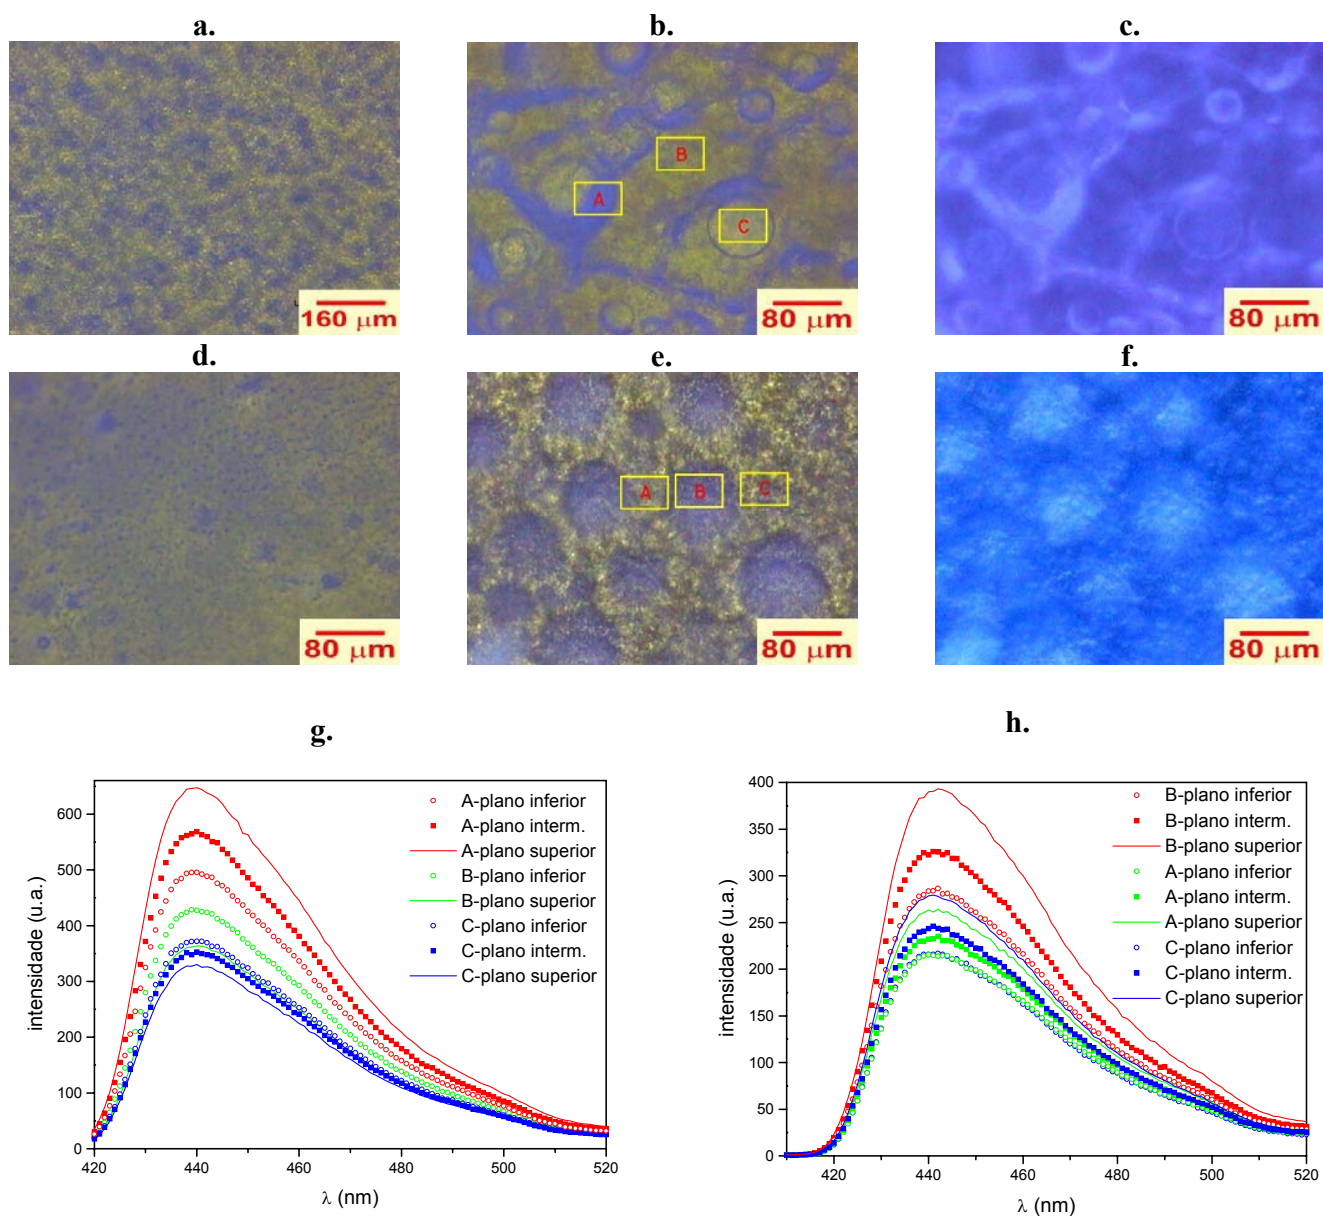 a.
b.
c.
160 μm
A
B
C
80 μm
80 μm
d.
e.
f.
80 μm
A
B
C
80 μm
80 μm
g.
intensidade (u.a.)
600
500
400
300
200
100
0
420
440
460
480
500
520
λ (nm)
A-plano inferior
A-plano interm.
A-plano superior
B-plano inferior
B-plano superior
C-plano inferior
C-plano interm.
C-plano superior
h.
intensidade (u.a.)
400
350
300
250
200
150
100
50
0
420
440
460
480
500
520
λ (nm)
B-plano inferior
B-plano interm.
B-plano superior
A-plano inferior
A-plano interm.
A-plano superior
C-plano inferior
C-plano interm.
C-plano superior